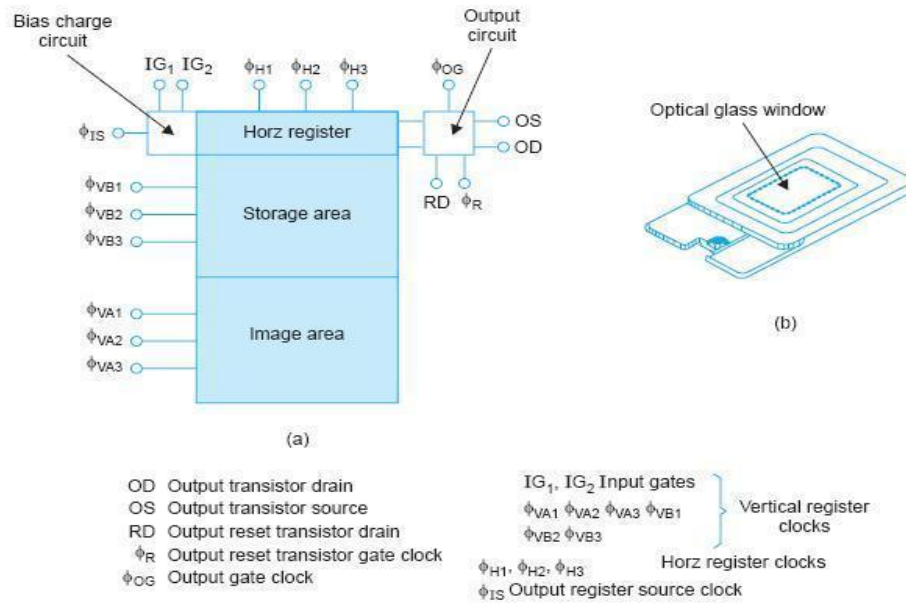 Bias charge
circuit
Output
circuit
IG₁ IG₂ ϕH1 ϕH2 ϕH3 ϕOG
ϕIS
Horz register
OS
OD
RD ϕR
ϕVB1
ϕVB2
ϕVB3
Storage area
ϕVA1
ϕVA2
ϕVA3
Image area
(a)
Optical glass window
(b)
OD Output transistor drain
OS Output transistor source
RD Output reset transistor drain
ϕR Output reset transistor gate clock
ϕOG Output gate clock
IG₁, IG₂ Input gates
ϕVA1 ϕVA2 ϕVA3 ϕVB1
ϕVB2 ϕVB3
Vertical register
clocks
Horz register clocks
ϕH1, ϕH2, ϕH3
ϕIS Output register source clock